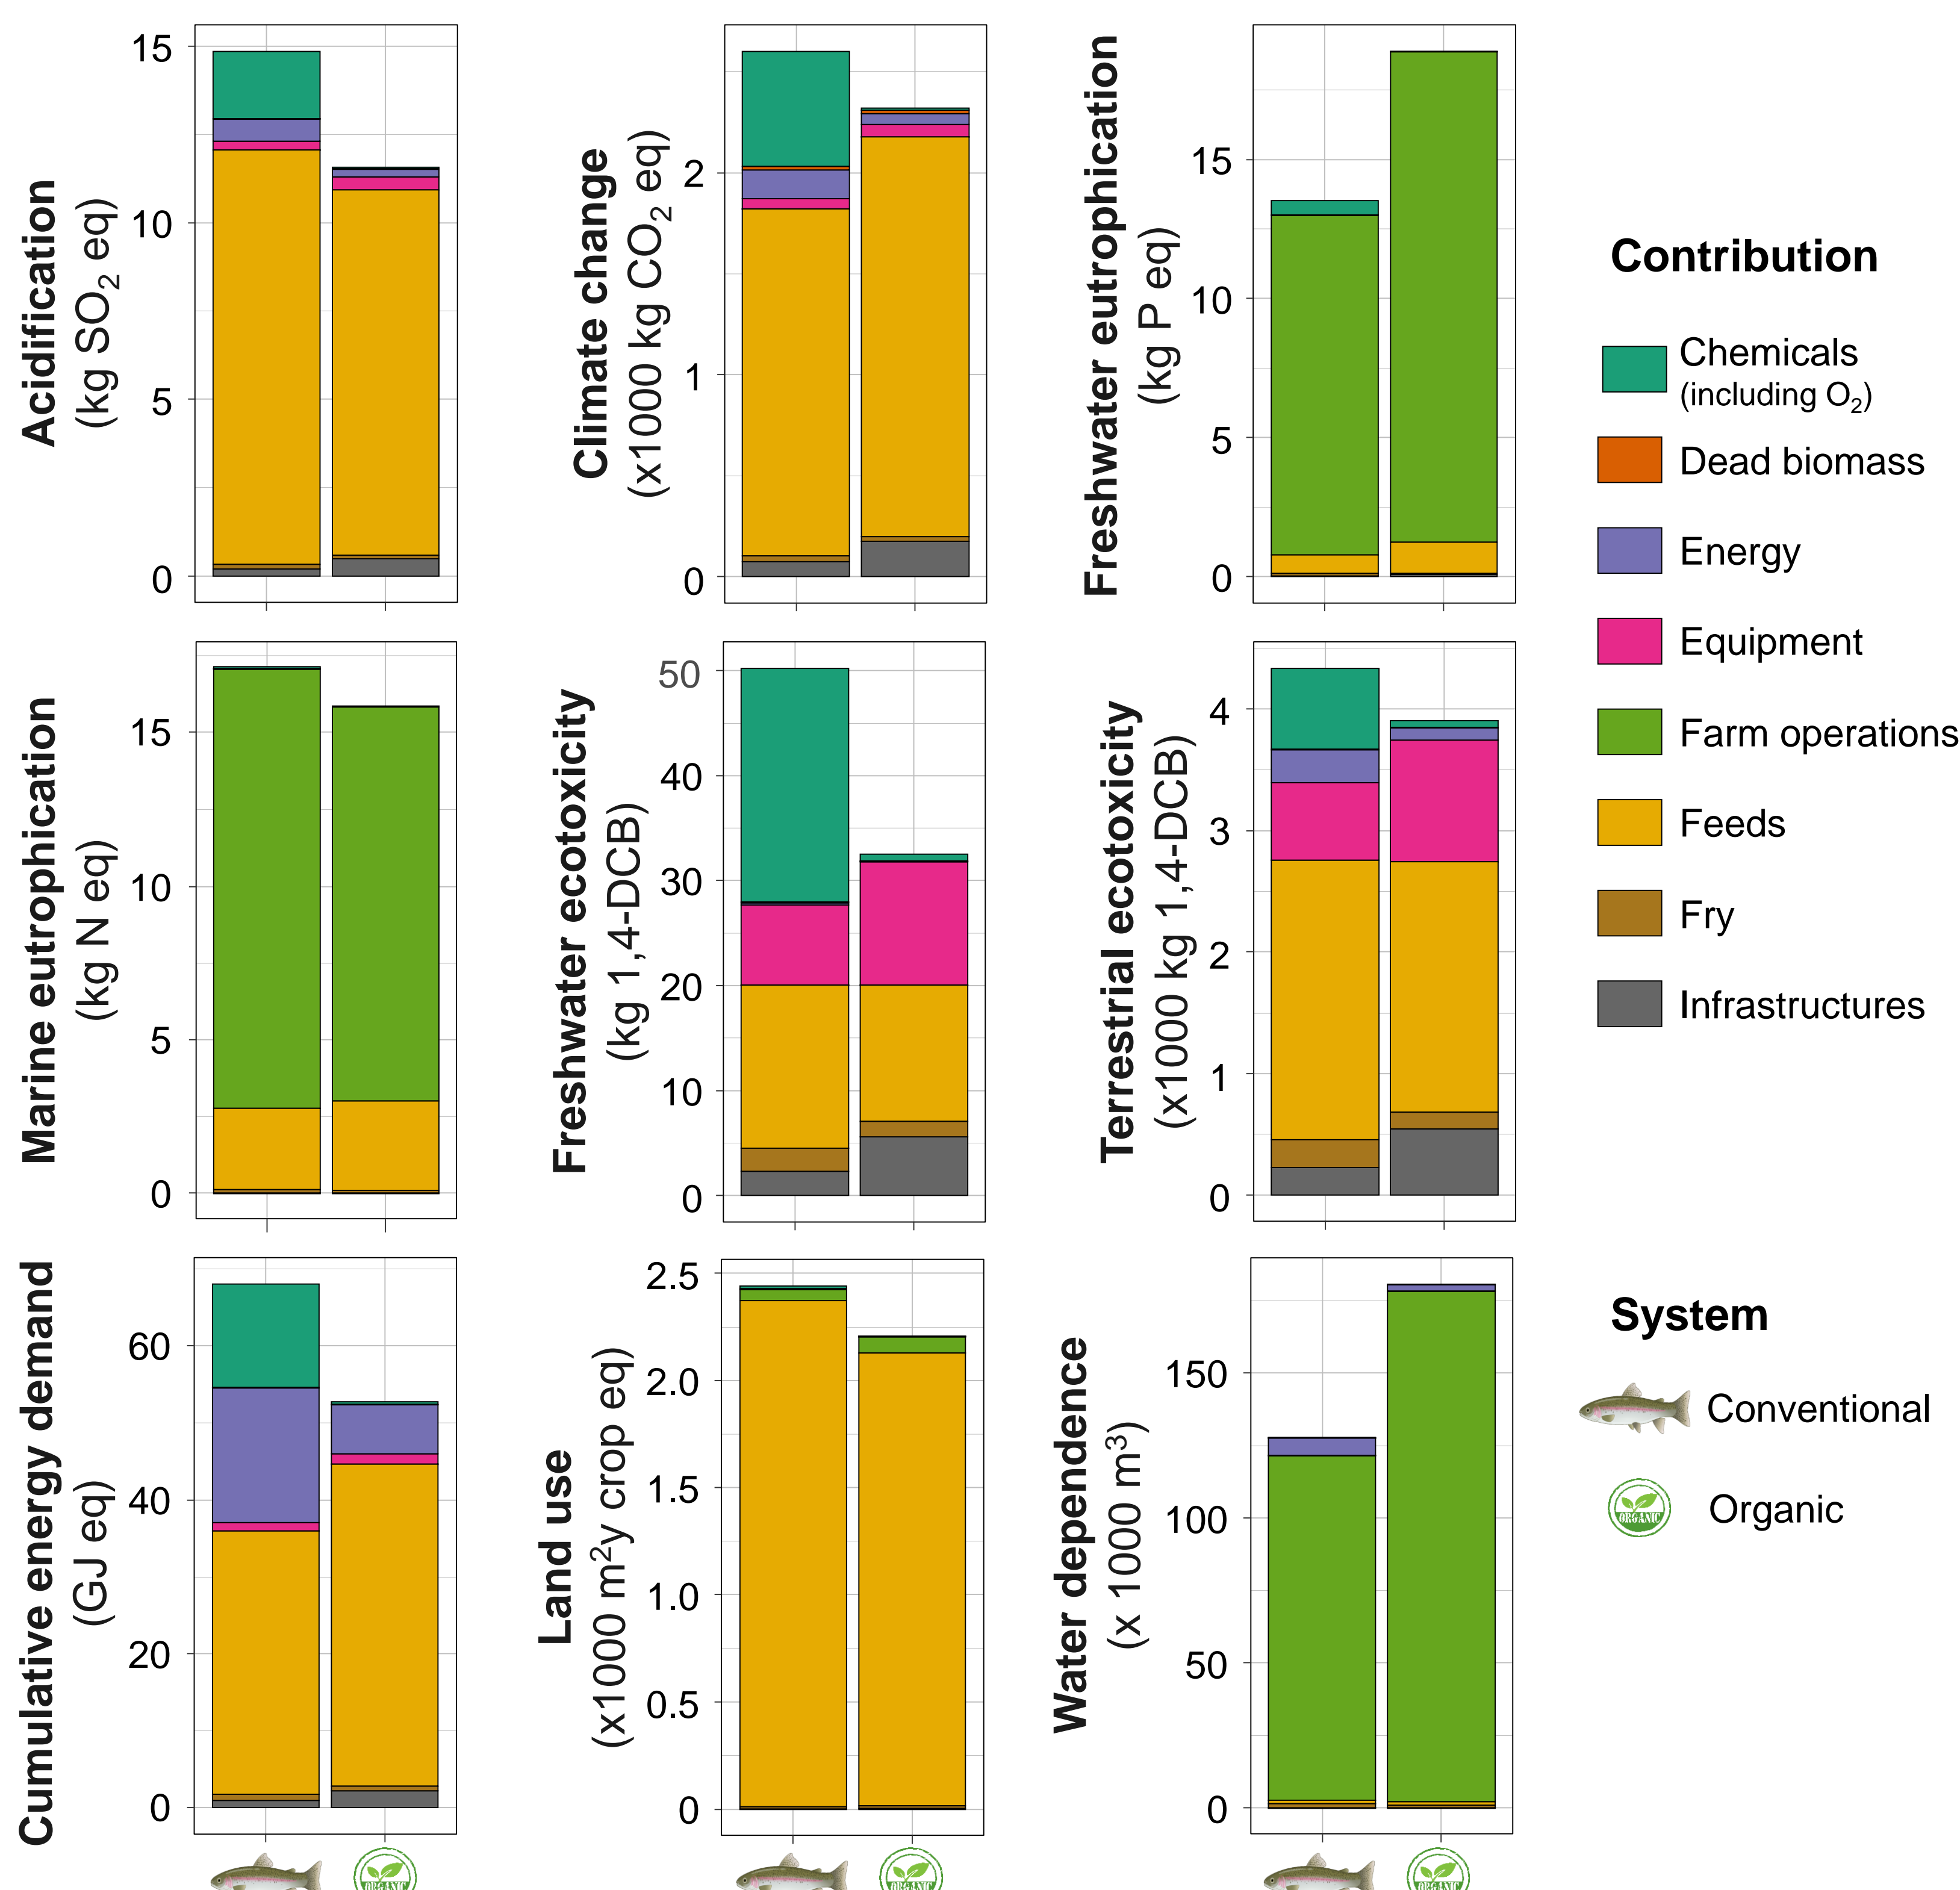 Acidification
(kg SO2 eq)
15
10
5
0
Climate change
(x1000 kg CO2 eq)
2
1
0
Freshwater eutrophication
(kg P eq)
15
10
5
0
Marine eutrophication
(kg N eq)
15
10
5
0
Freshwater ecotoxicity
(kg 1,4-DCB)
50
40
30
20
10
0
Terrestrial ecotoxicity
(x1000 kg 1,4-DCB)
4
3
2
1
0
Cumulative energy demand
(GJ eq)
60
40
20
0
Land use
(x1000 m2y crop eq)
2.5
2.0
1.5
1.0
0.5
0
Water dependence
(x 1000 m3)
150
100
50
0
ORGANIC
ORGANIC
ORGANIC
Contribution
Chemicals
(including O2)
Dead biomass
Energy
Equipment
Farm operations
Feeds
Fry
Infrastructures
System
Conventional
ORGANIC
Organic